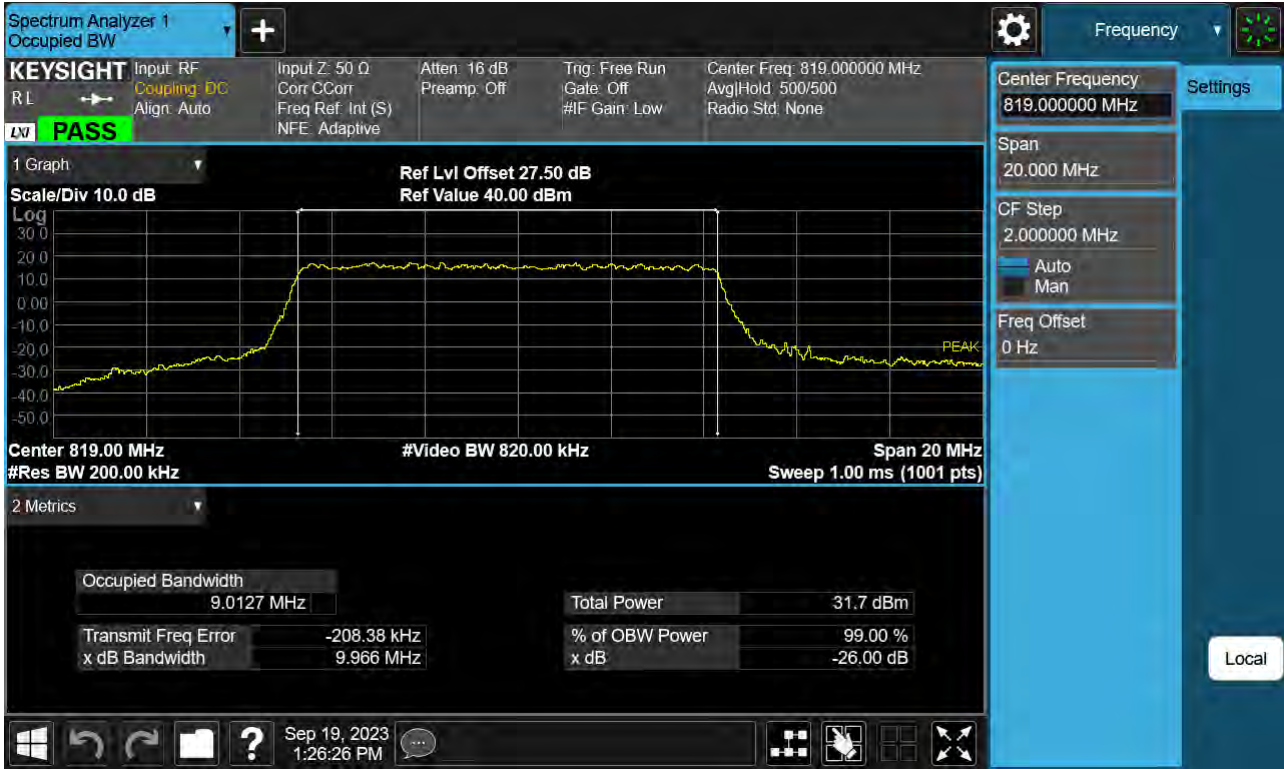 Spectrum Analyzer 1
Occupied BW
+
Frequency
KEYSIGHT
R L
LXI
PASS
Input: RF
Coupling: DC
Align: Auto
Input Z: 50 Ω
Corr CCorr
Freq Ref: Int (S)
NFE: Adaptive
Atten: 16 dB
Preamp: Off
Trig: Free Run
Gate: Off
#IF Gain: Low
Center Freq: 819.000000 MHz
Avg|Hold: 500/500
Radio Std: None
Center Frequency
819.000000 MHz
Settings
Span
20.000 MHz
CF Step
2.000000 MHz
Auto
Man
Freq Offset
0 Hz
1 Graph
Scale/Div 10.0 dB
Ref Lvl Offset 27.50 dB
Ref Value 40.00 dBm
Log
30.0
20.0
10.0
0.00
-10.0
-20.0
-30.0
-40.0
-50.0
PEAK
Center 819.00 MHz
#Video BW 820.00 kHz
Span 20 MHz
#Res BW 200.00 kHz
Sweep 1.00 ms (1001 pts)
2 Metrics
Occupied Bandwidth
9.0127 MHz
Total Power 31.7 dBm
Transmit Freq Error -208.38 kHz
% of OBW Power 99.00 %
x dB Bandwidth 9.966 MHz
x dB -26.00 dB
Local
?
Sep 19, 2023
1:26:26 PM